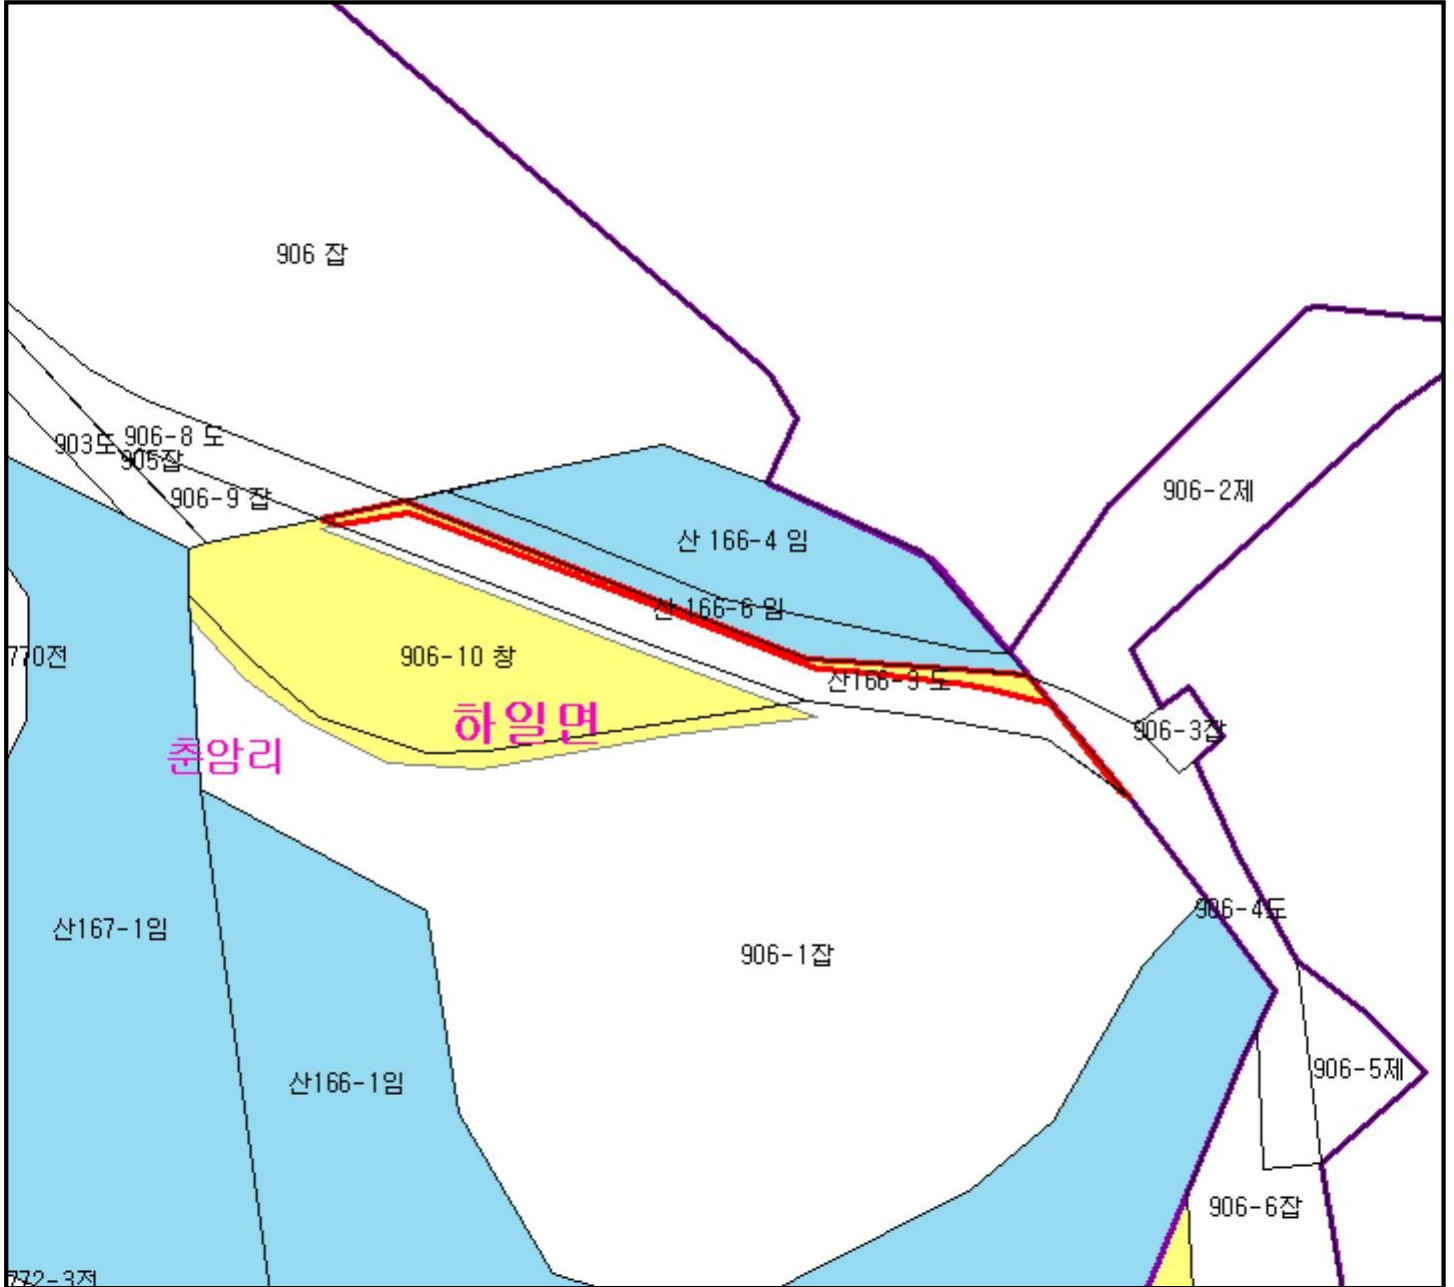 906 잡
906-8 도
903도
905잡
906-9 잡
906-2제
산 166-4 임
산 166-6 임
770전
906-10 창
산166-3 도
하일면
906-3잡
춘암리
906-4도
산167-1임
906-1잡
906-5제
산166-1임
906-6잡
772-3전